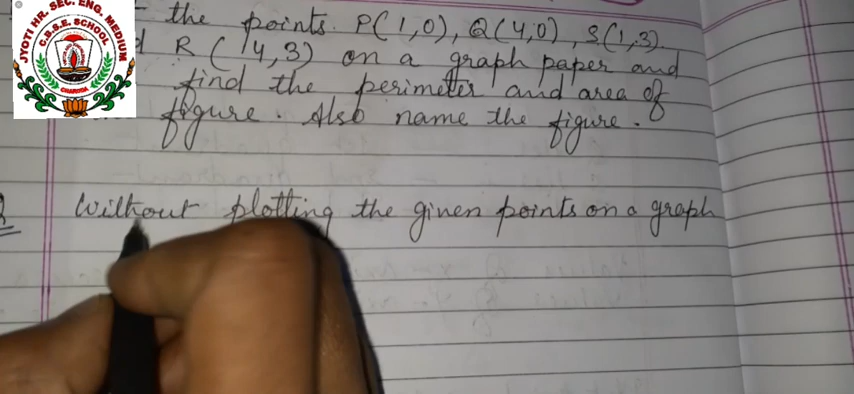 JYOTI HR. SEC. ENG. MEDIUM
C.B.S.E. SCHOOL
the points. P(1,0), Q(4,0), S(1,3).
R (4,3) on a graph paper and
find the perimeter and area of
figure. Also name the figure.
Without plotting the given points on a graph